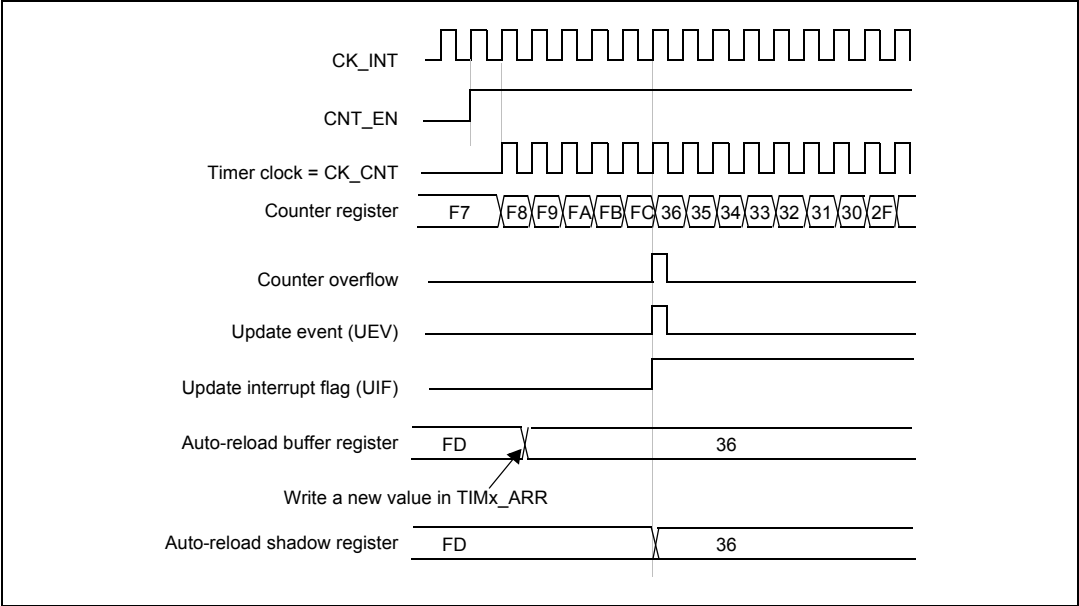 CK_INT
CNT_EN
Timer clock = CK_CNT
Counter register F7 F8 F9 FA FB FC 36 35 34 33 32 31 30 2F
Counter overflow
Update event (UEV)
Update interrupt flag (UIF)
Auto-reload buffer register FD 36
Write a new value in TIMx_ARR
Auto-reload shadow register FD 36